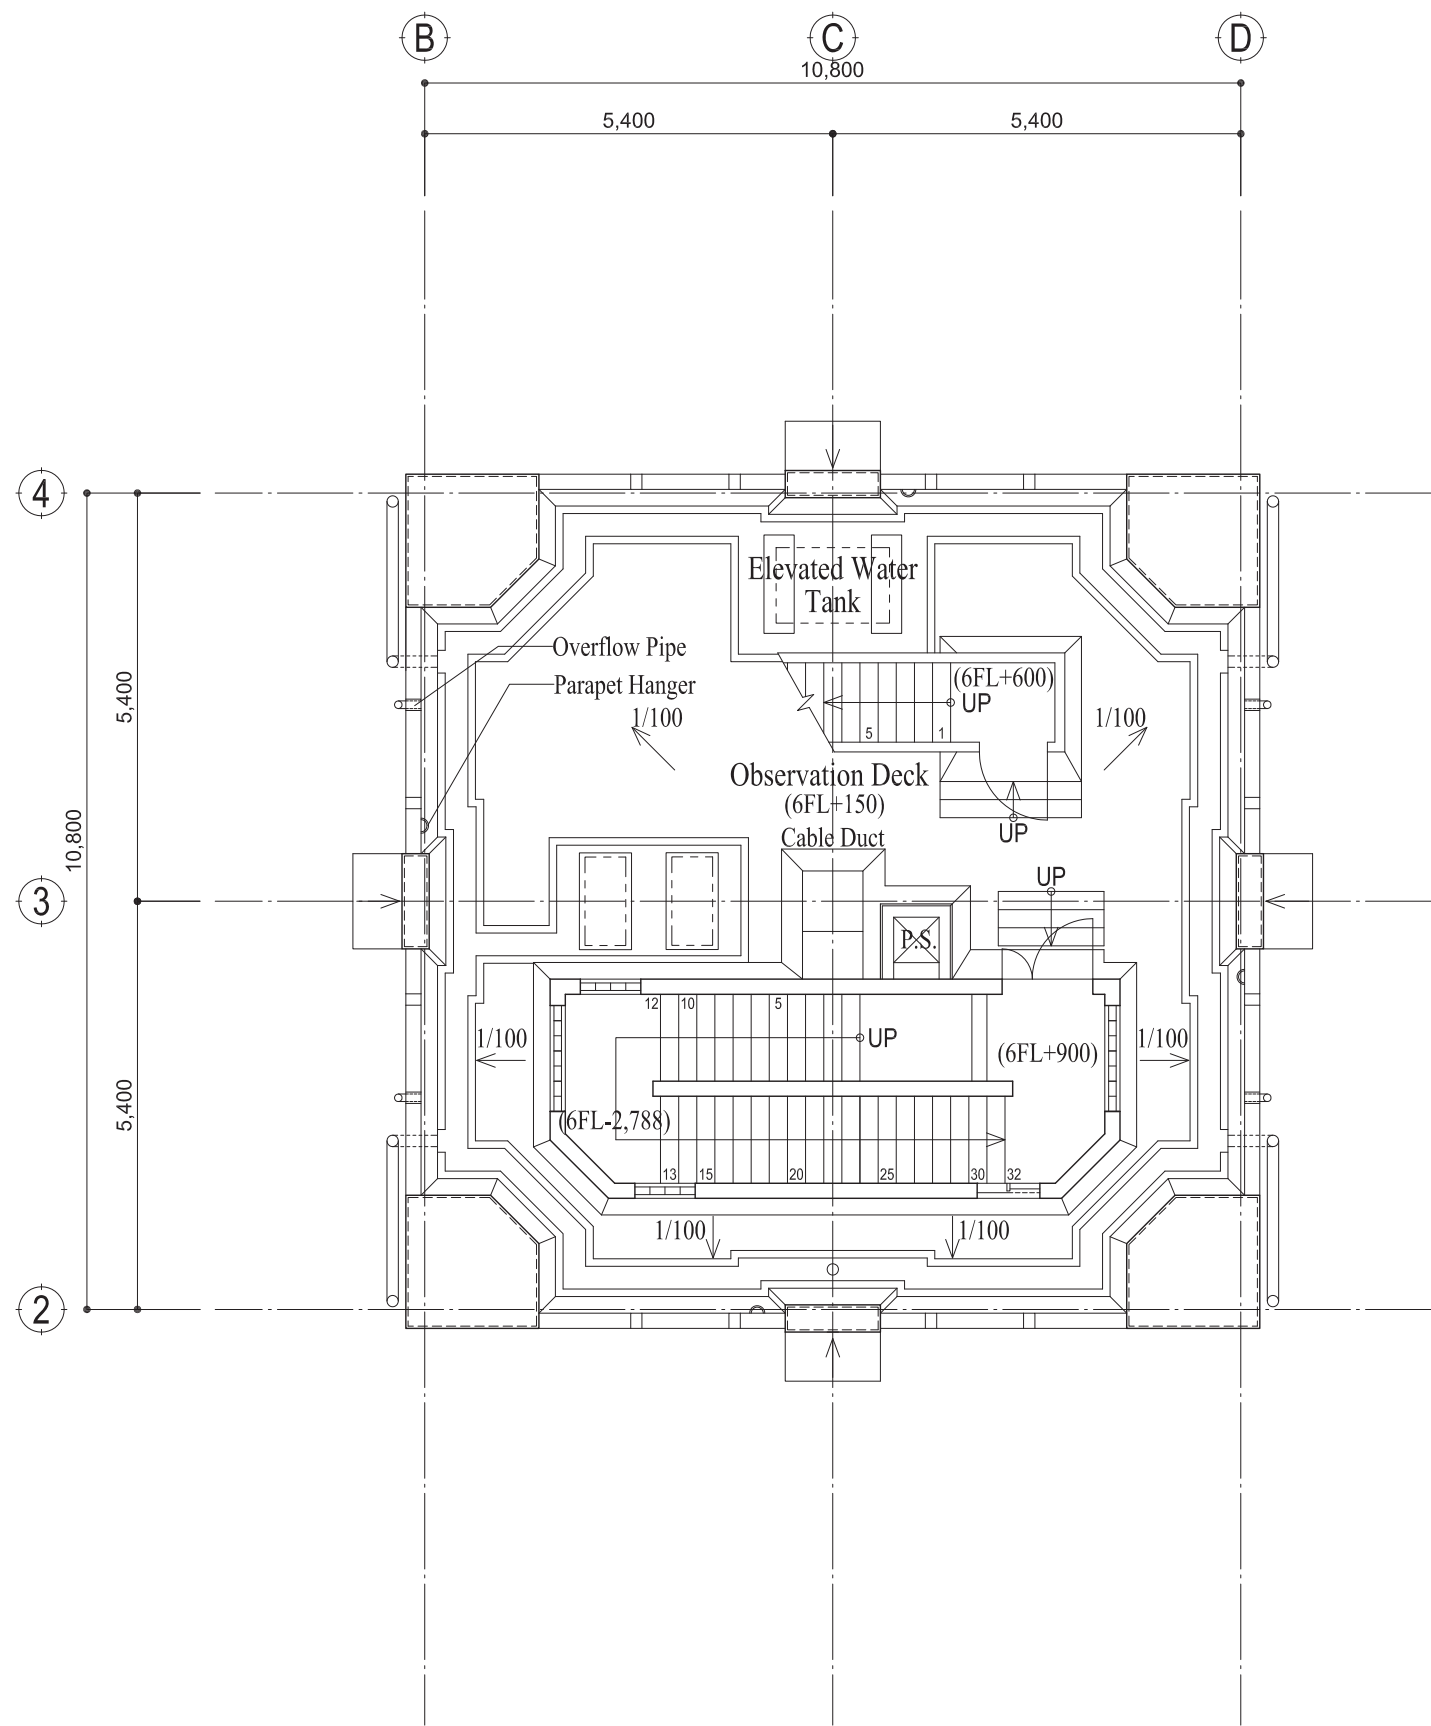 B
C
D
10,800
5,400
5,400
4
Elevated Water
Tank
Overflow Pipe
Parapet Hanger
(6FL+600)
5,400
UP
1/100
1/100
5
1
Observation Deck
(6FL+150)
UP
10,800
Cable Duct
UP
3
P.S.
12
10
5
UP
1/100
(6FL+900)
1/100
5,400
(6FL-2,788)
13
15
20
25
30
32
1/100
1/100
2